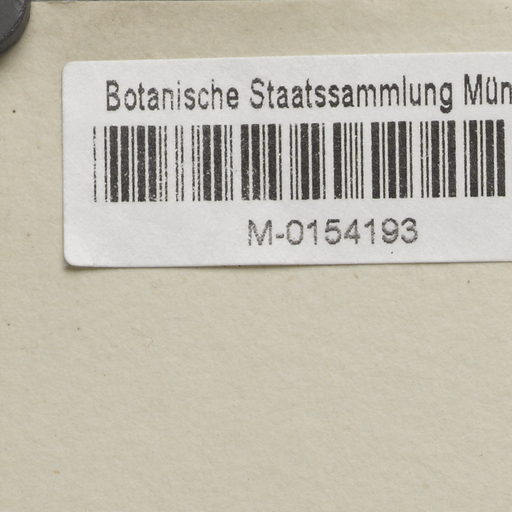 Botanische Staatssammlung Mün
M-0154193